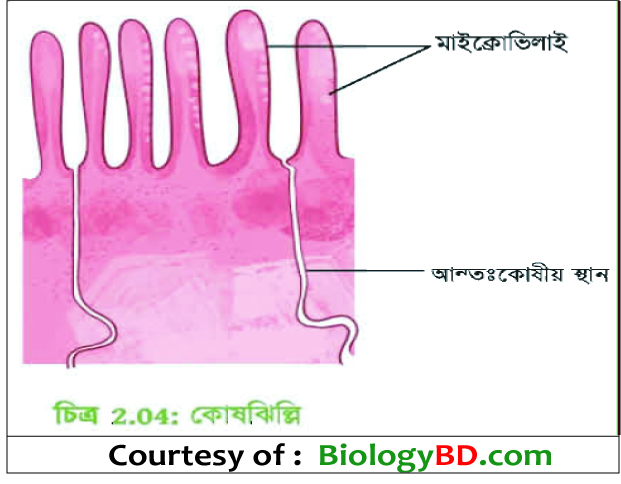 মাইক্রোভিলাই
আন্তঃকোষীয় স্থান
চিত্র 2.04: কোষঝিল্লি
Courtesy of : BiologyBD.com